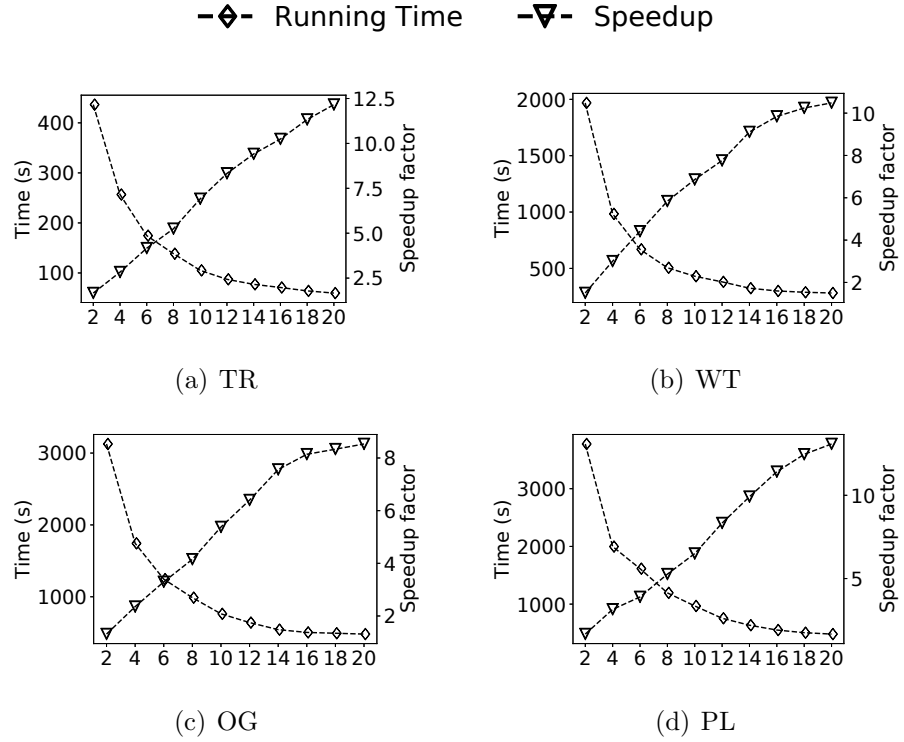 Running Time Speedup
400
300
200
100
Time (s)
12.5
10.0
7.5
5.0
2.5
Speedup factor
2 4 6 8 10 12 14 16 18 20
(a) TR
2000
1500
1000
500
Time (s)
10
8
6
4
2
Speedup factor
2 4 6 8 10 12 14 16 18 20
(b) WT
3000
2000
1000
Time (s)
8
6
4
2
Speedup factor
2 4 6 8 10 12 14 16 18 20
(c) OG
3000
2000
1000
Time (s)
10
5
Speedup factor
2 4 6 8 10 12 14 16 18 20
(d) PL